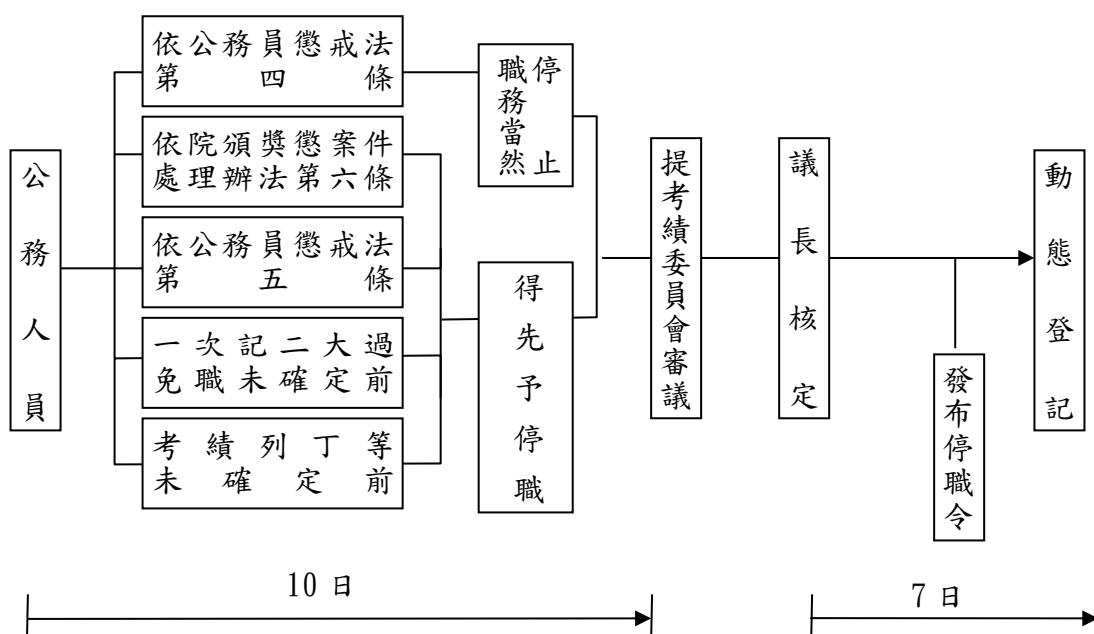 公務人員
依公務員懲戒法
第四條
依院頒獎懲案件
處理辦法第六條
依公務員懲戒法
第五條
一次記二大過
免職未確定前
考績列丁等
未確定前
停止
職務當然
得先予停職
提考績委員會審議
議長核定
發布停職令
動態登記
10 日
7 日